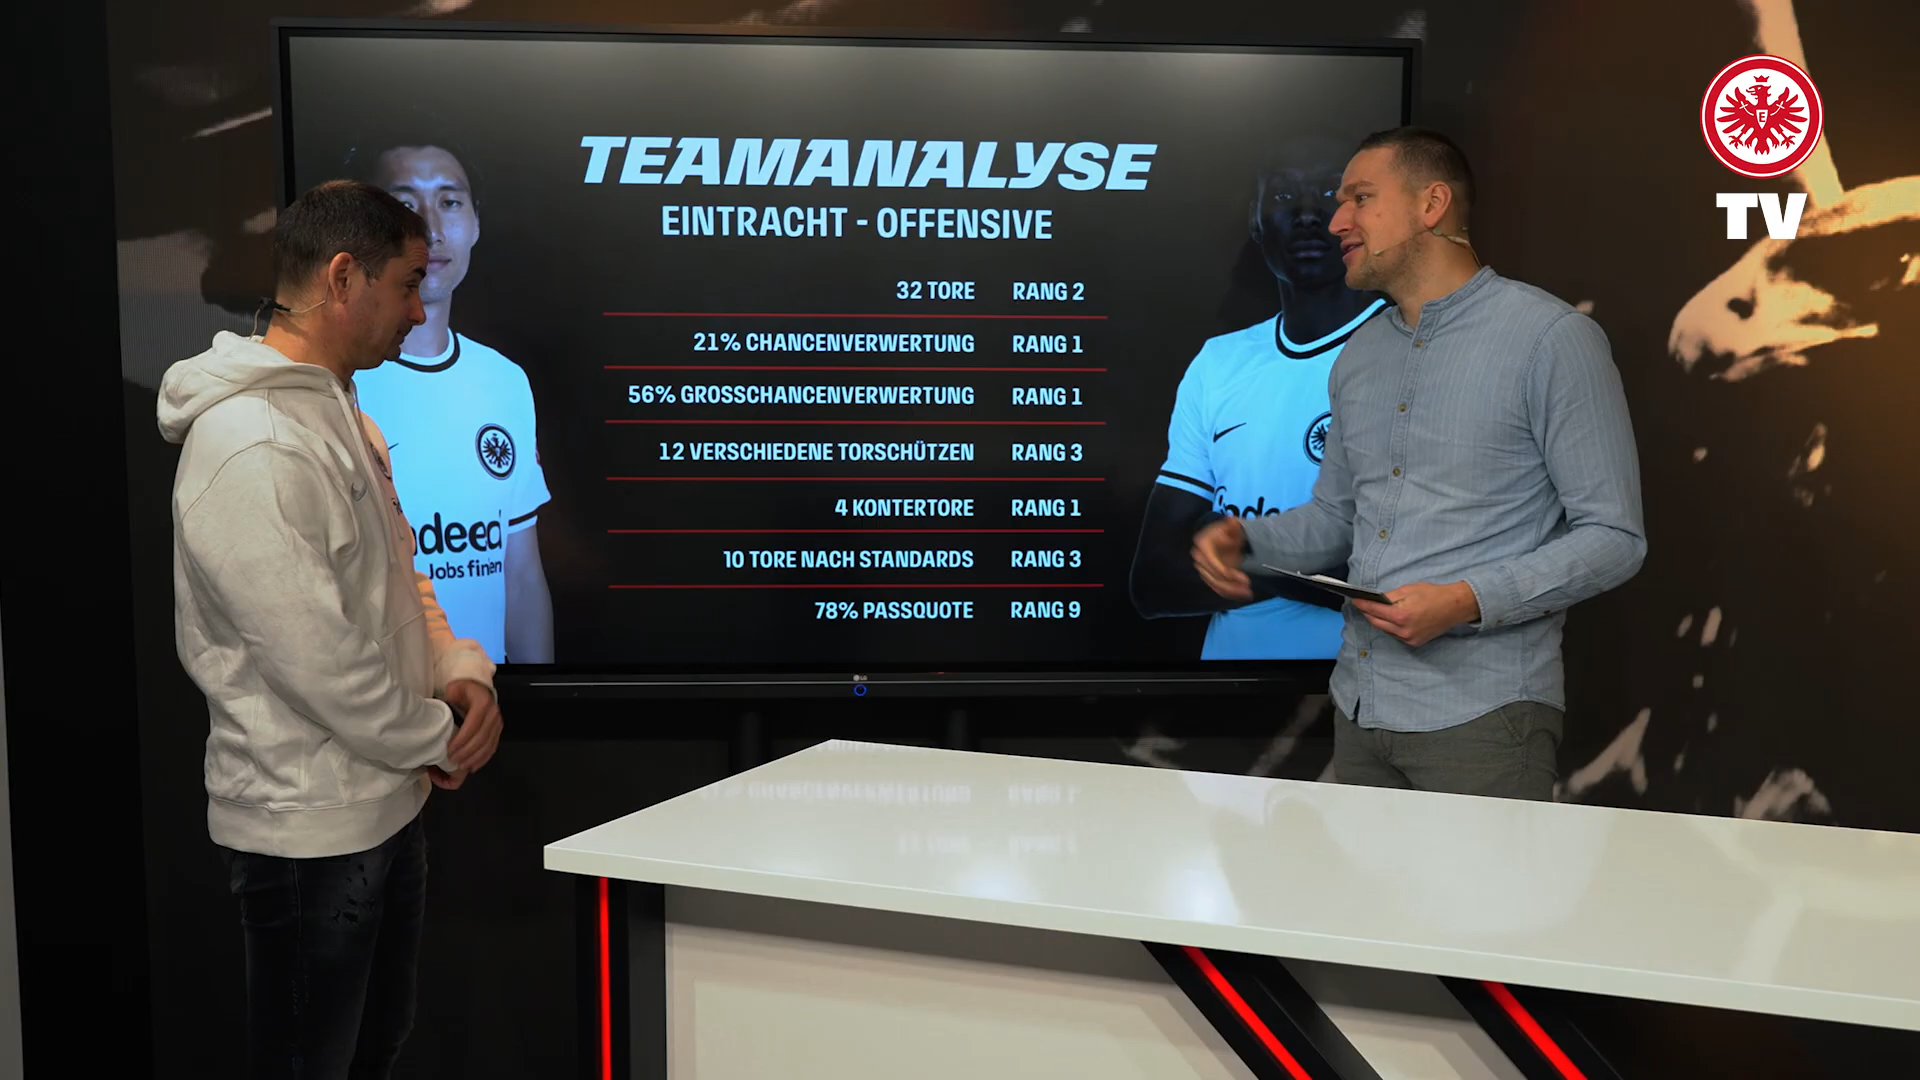 TEAMANALYSE
EINTRACHT - OFFENSIVE
32 TORE RANG 2
21% CHANCENVERWERTUNG RANG 1
56% GROSSCHANCENVERWERTUNG RANG 1
12 VERSCHIEDENE TORSCHÜTZEN RANG 3
4 KONTERTORE RANG 1
10 TORE NACH STANDARDS RANG 3
78% PASSQUOTE RANG 9
TV
LG